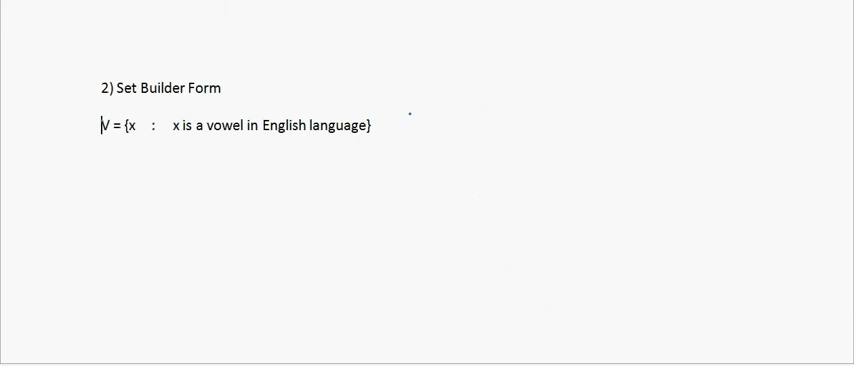 2) Set Builder Form
V = {x : x is a vowel in English language}